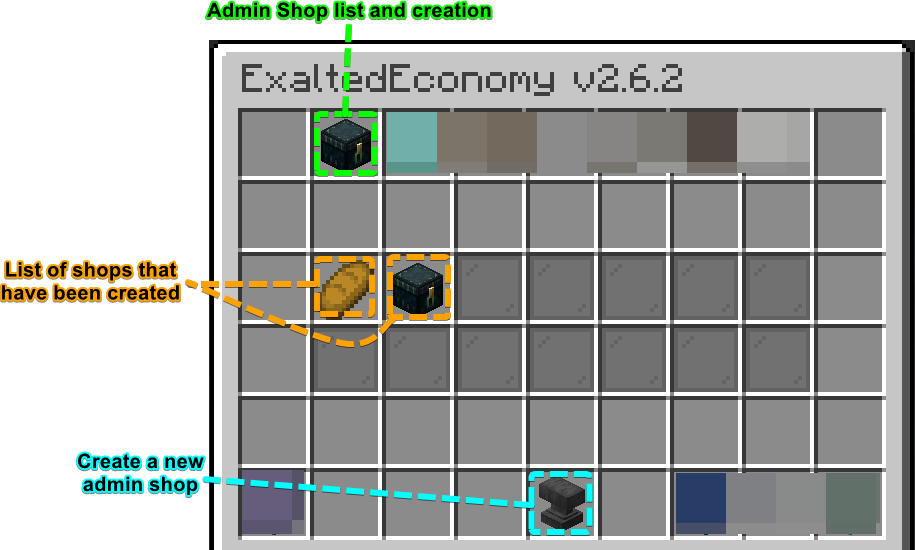 Admin Shop list and creation
ExaltedEconomy v2.6.2
List of shops that
have been created
Create a new
admin shop